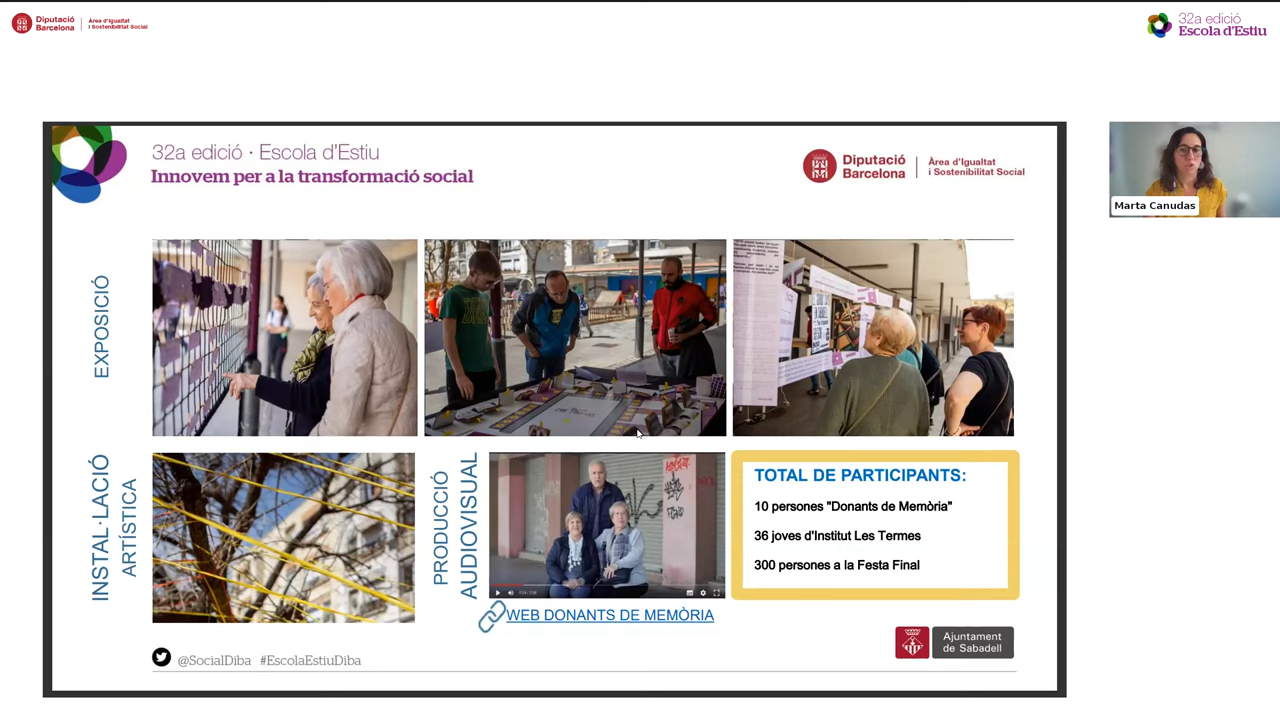 Diputació
Barcelona
Àrea d'Igualtat
i Sostenibilitat Social
32a edició
Escola d'Estiu
32a edició · Escola d'Estiu
Innovem per a la transformació social
Diputació
Barcelona
Àrea d'Igualtat
i Sostenibilitat Social
Marta Canudas
EXPOSICIÓ
INSTAL·LACIÓ
ARTÍSTICA
PRODUCCIÓ
AUDIOVISUAL
TOTAL DE PARTICIPANTS:
10 persones "Donants de Memòria"
36 joves d'Institut Les Termes
300 persones a la Festa Final
WEB DONANTS DE MEMÒRIA
Ajuntament
de Sabadell
@SocialDiba #EscolaEstiuDiba